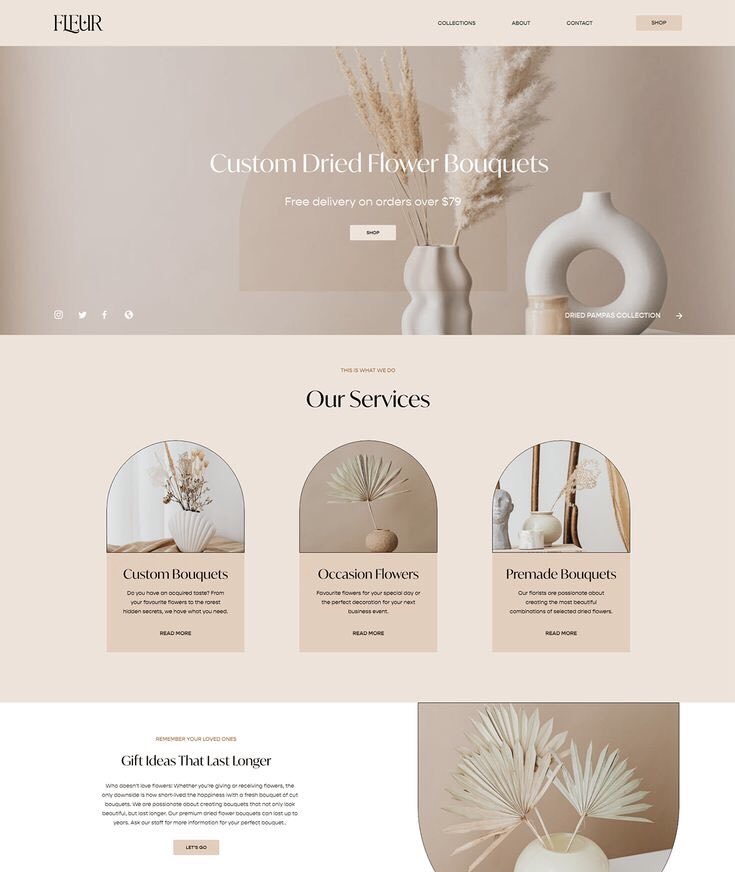 FLEUR
COLLECTIONS
ABOUT
CONTACT
SHOP
Custom Dried Flower Bouquets
Free delivery on orders over $79
SHOP
DRIED PAMPAS COLLECTION
THIS IS WHAT WE DO
Our Services
Custom Bouquets
Do you have an acquired taste? From
your favourite flowers to the rarest
hidden secrets, we have what you need.
READ MORE
Occasion Flowers
Favourite flowers for your special day or
the perfect decoration for your next
business event.
READ MORE
Premade Bouquets
Our florists are passionate about
creating the most beautiful
combinations of selected dried flowers.
READ MORE
REMEMBER YOUR LOVED ONES
Gift Ideas That Last Longer
Who doesn't love flowers! Whether you're giving or receiving flowers, the
only downside is how short-lived the happiness with a fresh bouquet of cut
bouquets. We are passionate about creating bouquets that not only look
beautiful, but last longer. Our premium dried flower bouquets can last up to
years. Ask our staff for more information for your perfect bouquet..
LET'S GO